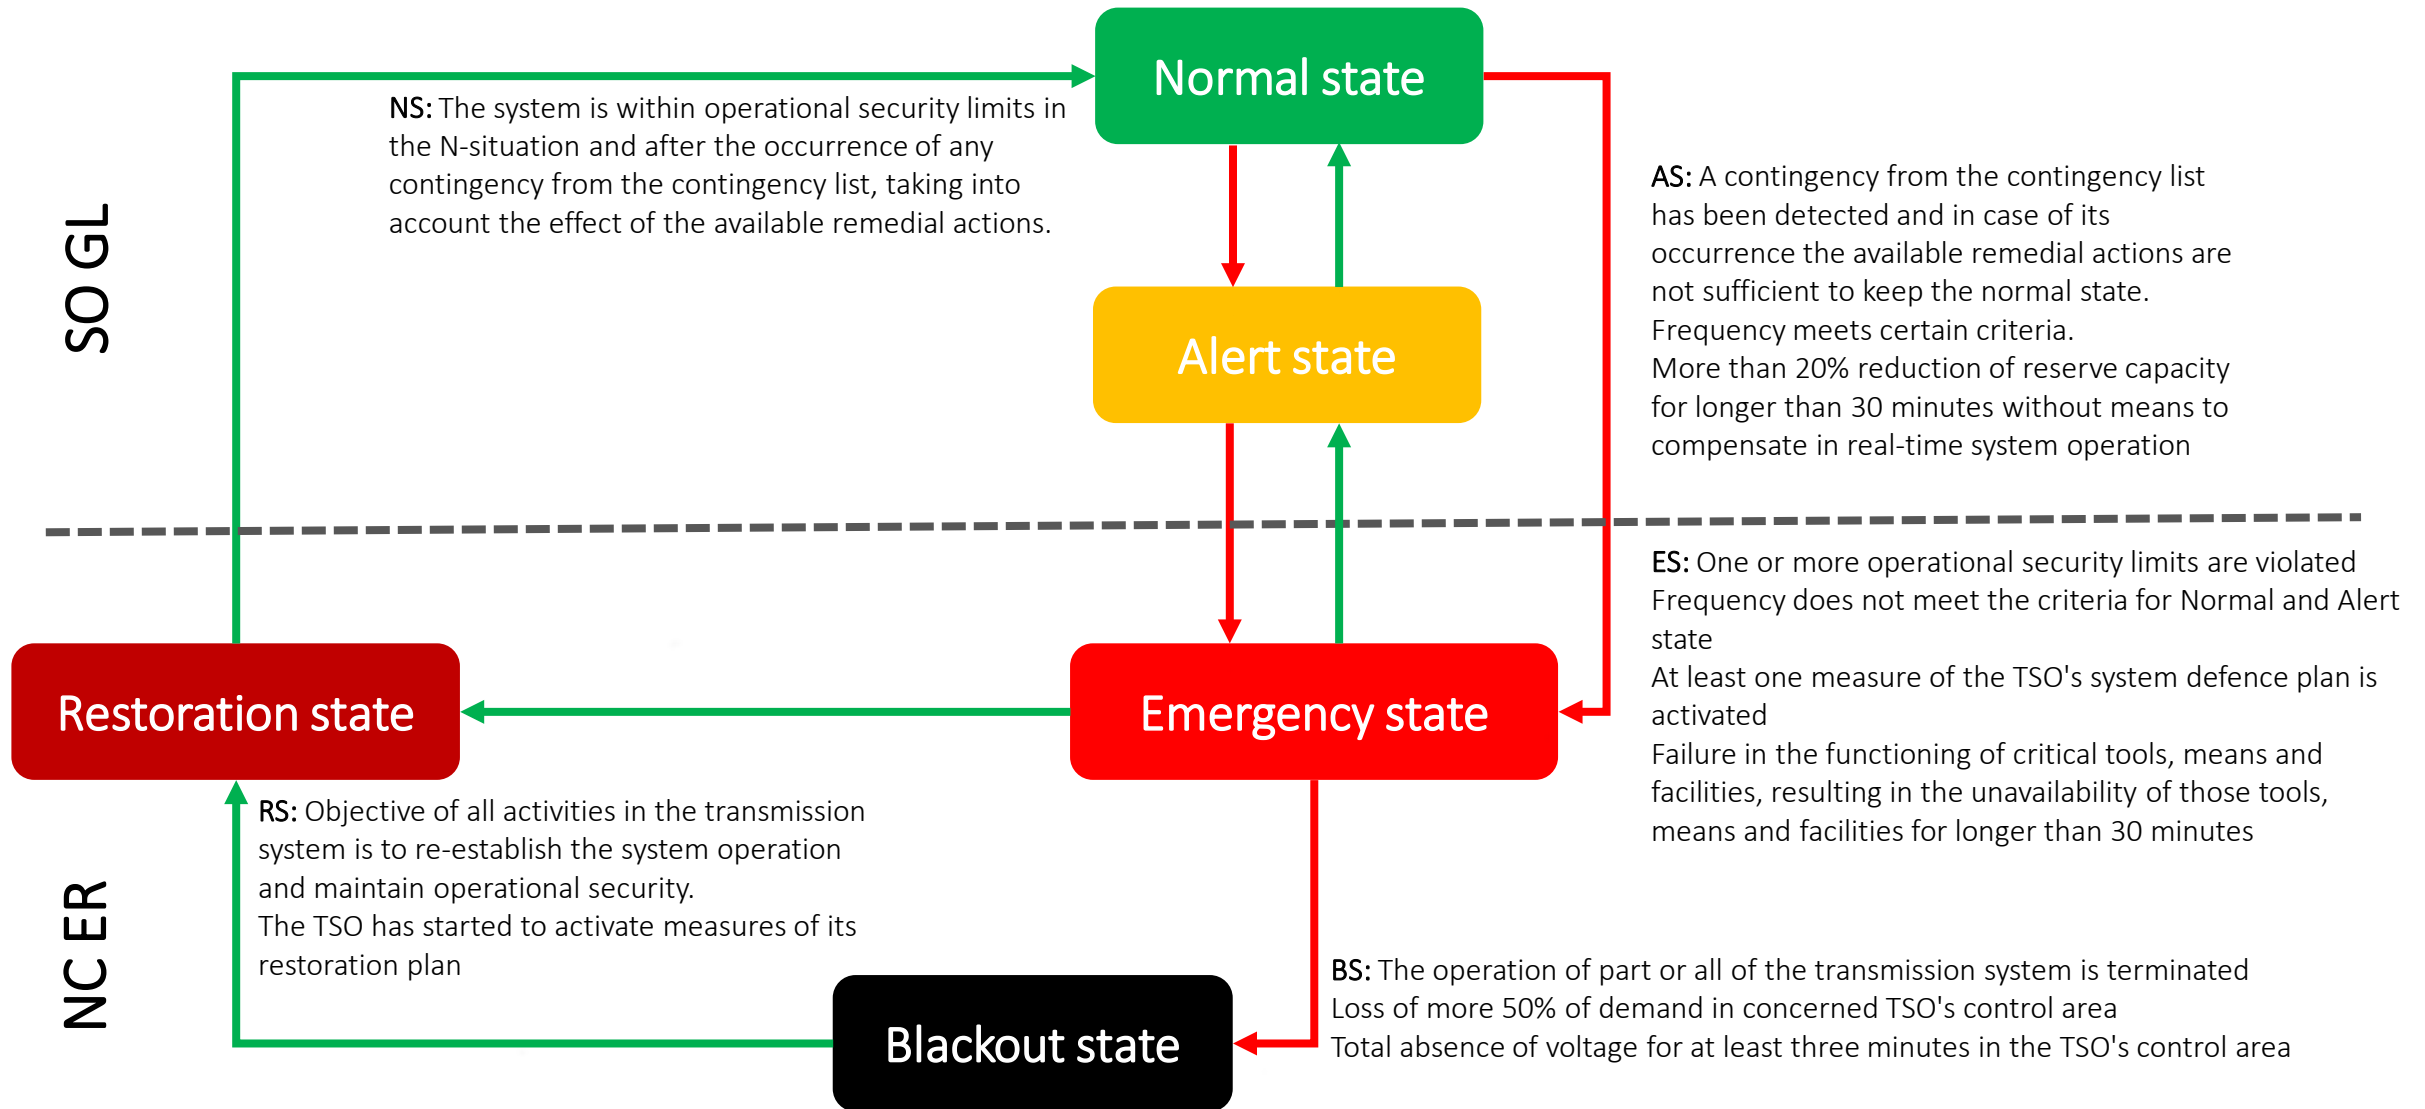 Normal state
NS: The system is within operational security limits in
the N-situation and after the occurrence of any
contingency from the contingency list, taking into
account the effect of the available remedial actions.
SO GL
AS: A contingency from the contingency list
has been detected and in case of its
occurrence the available remedial actions are
not sufficient to keep the normal state.
Frequency meets certain criteria.
More than 20% reduction of reserve capacity
for longer than 30 minutes without means to
compensate in real-time system operation
Alert state
ES: One or more operational security limits are violated
Frequency does not meet the criteria for Normal and Alert
state
At least one measure of the TSO's system defence plan is
activated
Failure in the functioning of critical tools, means and
facilities, resulting in the unavailability of those tools,
means and facilities for longer than 30 minutes
Restoration state
Emergency state
RS: Objective of all activities in the transmission
system is to re-establish the system operation
and maintain operational security.
The TSO has started to activate measures of its
restoration plan
NC ER
BS: The operation of part or all of the transmission system is terminated
Loss of more 50% of demand in concerned TSO's control area
Total absence of voltage for at least three minutes in the TSO's control area
Blackout state